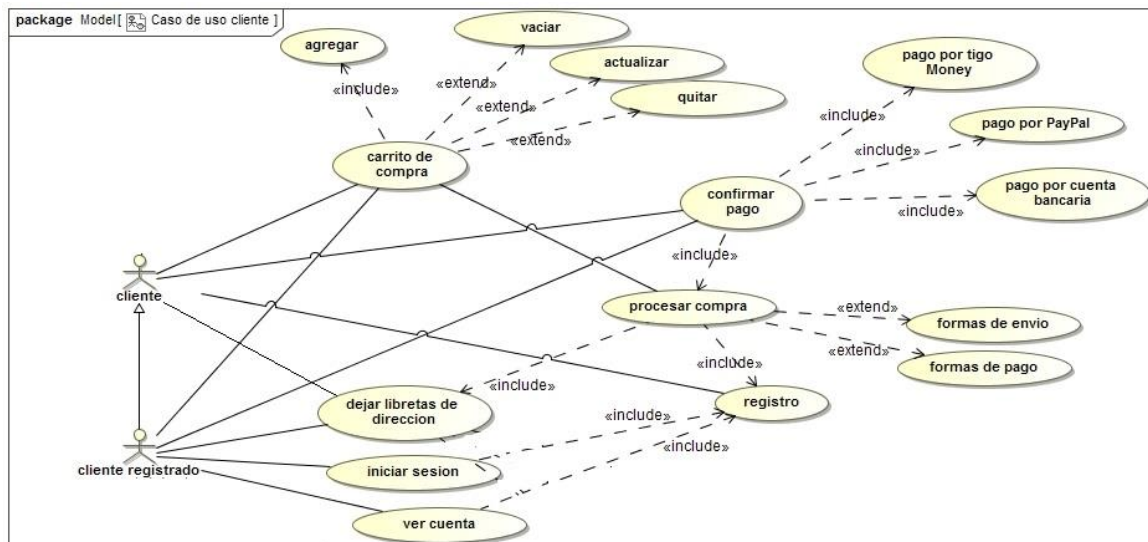 package Model[ Caso de uso cliente ]
agregar
vaciar
actualizar
quitar
«include»
«extend»
«extend»
«extend»
carrito de
compra
pago por tigo
Money
pago por PayPal
pago por cuenta
bancaria
«include»
«include»
«include»
confirmar
pago
«include»
cliente
procesar compra
«extend»
«extend»
formas de envio
formas de pago
«include»
«include»
dejar libretas de
direccion
registro
«include»
«include»
cliente registrado
iniciar sesion
ver cuenta